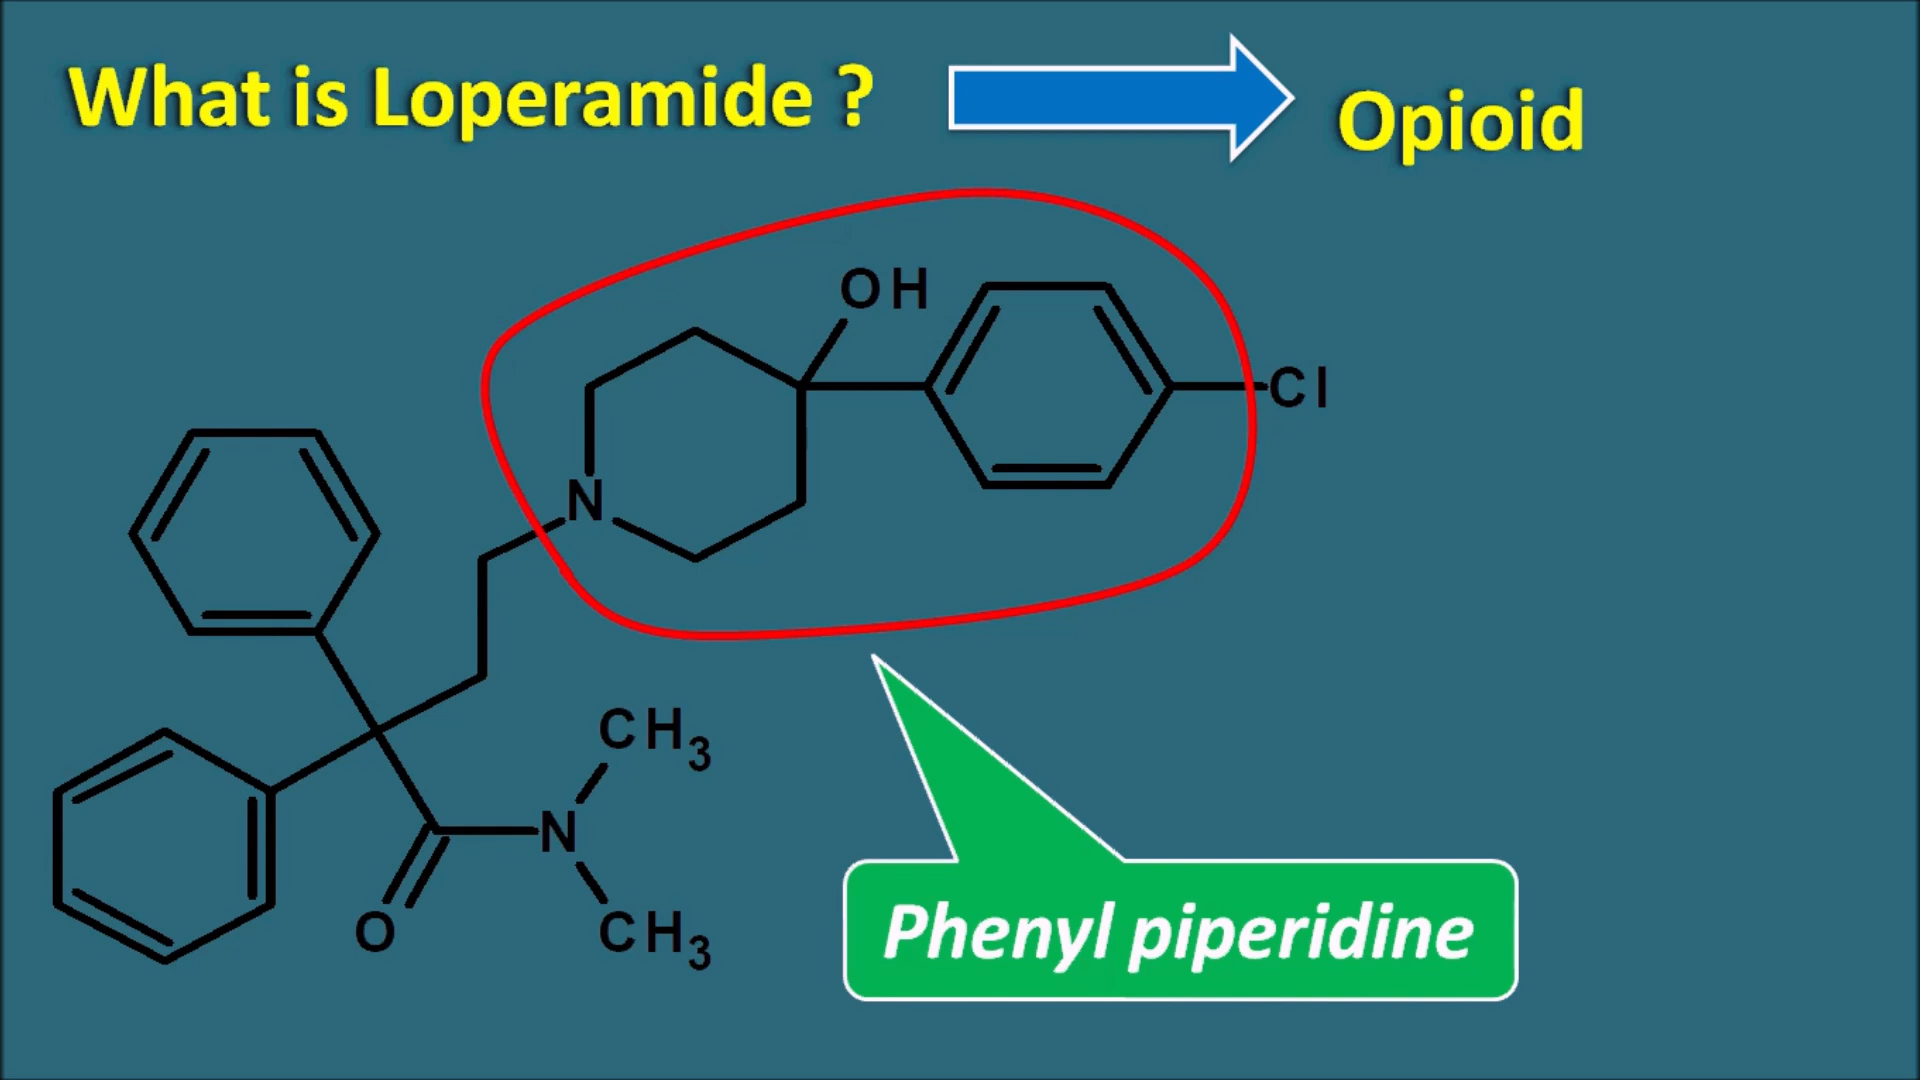 What is Loperamide ?
Opioid
OH
Cl
N
CH3
N
O
CH3
Phenyl piperidine